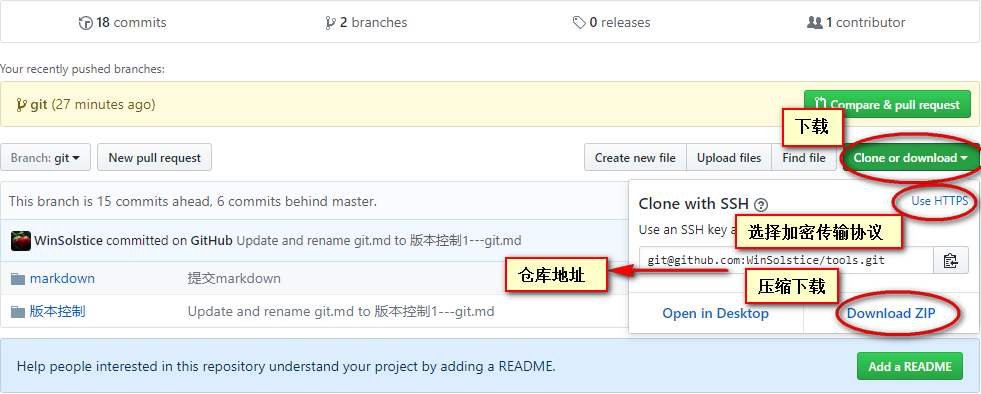 18 commits
2 branches
0 releases
1 contributor
Your recently pushed branches:
git (27 minutes ago)
Compare & pull request
下载
Branch: git
New pull request
Create new file
Upload files
Find file
Clone or download
This branch is 15 commits ahead, 6 commits behind master.
Clone with SSH
Use HTTPS
WinSolstice committed on GitHub Update and rename git.md to 版本控制1---git.md
Use an SSH key a
选择加密传输协议
git@github.com:WinSolstice/tools.git
仓库地址
markdown
提交markdown
压缩下载
版本控制
Update and rename git.md to 版本控制1---git.md
Open in Desktop
Download ZIP
Help people interested in this repository understand your project by adding a README.
Add a README